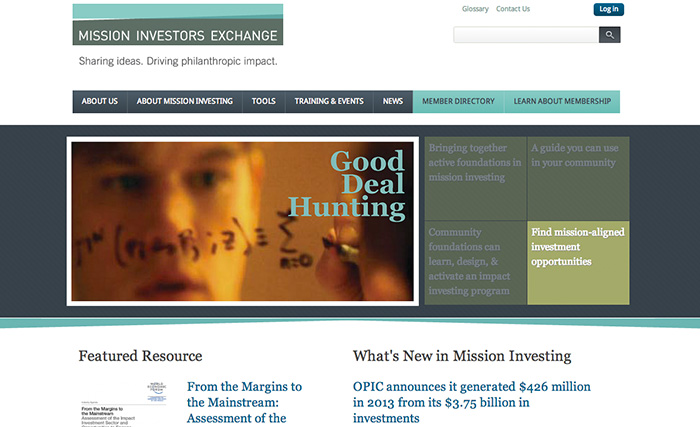 Glossary Contact Us Log in
MISSION INVESTORS EXCHANGE
Sharing ideas. Driving philanthropic impact.
ABOUT US ABOUT MISSION INVESTING TOOLS TRAINING & EVENTS NEWS MEMBER DIRECTORY LEARN ABOUT MEMBERSHIP
Good
Deal
Hunting
Bringing together
active foundations in
mission investing
A guide you can use
in your community
Community
foundations can
learn, design, &
activate an impact
investing program
Find mission-aligned
investment
opportunities
Featured Resource
WORLD
ECONOMIC
FORUM
From the Margins to
the Mainstream
Assessment of the Impact
Investment Sector and
From the Margins to
the Mainstream:
Assessment of the
What's New in Mission Investing
OPIC announces it generated $426 million
in 2013 from its $3.75 billion in
investments